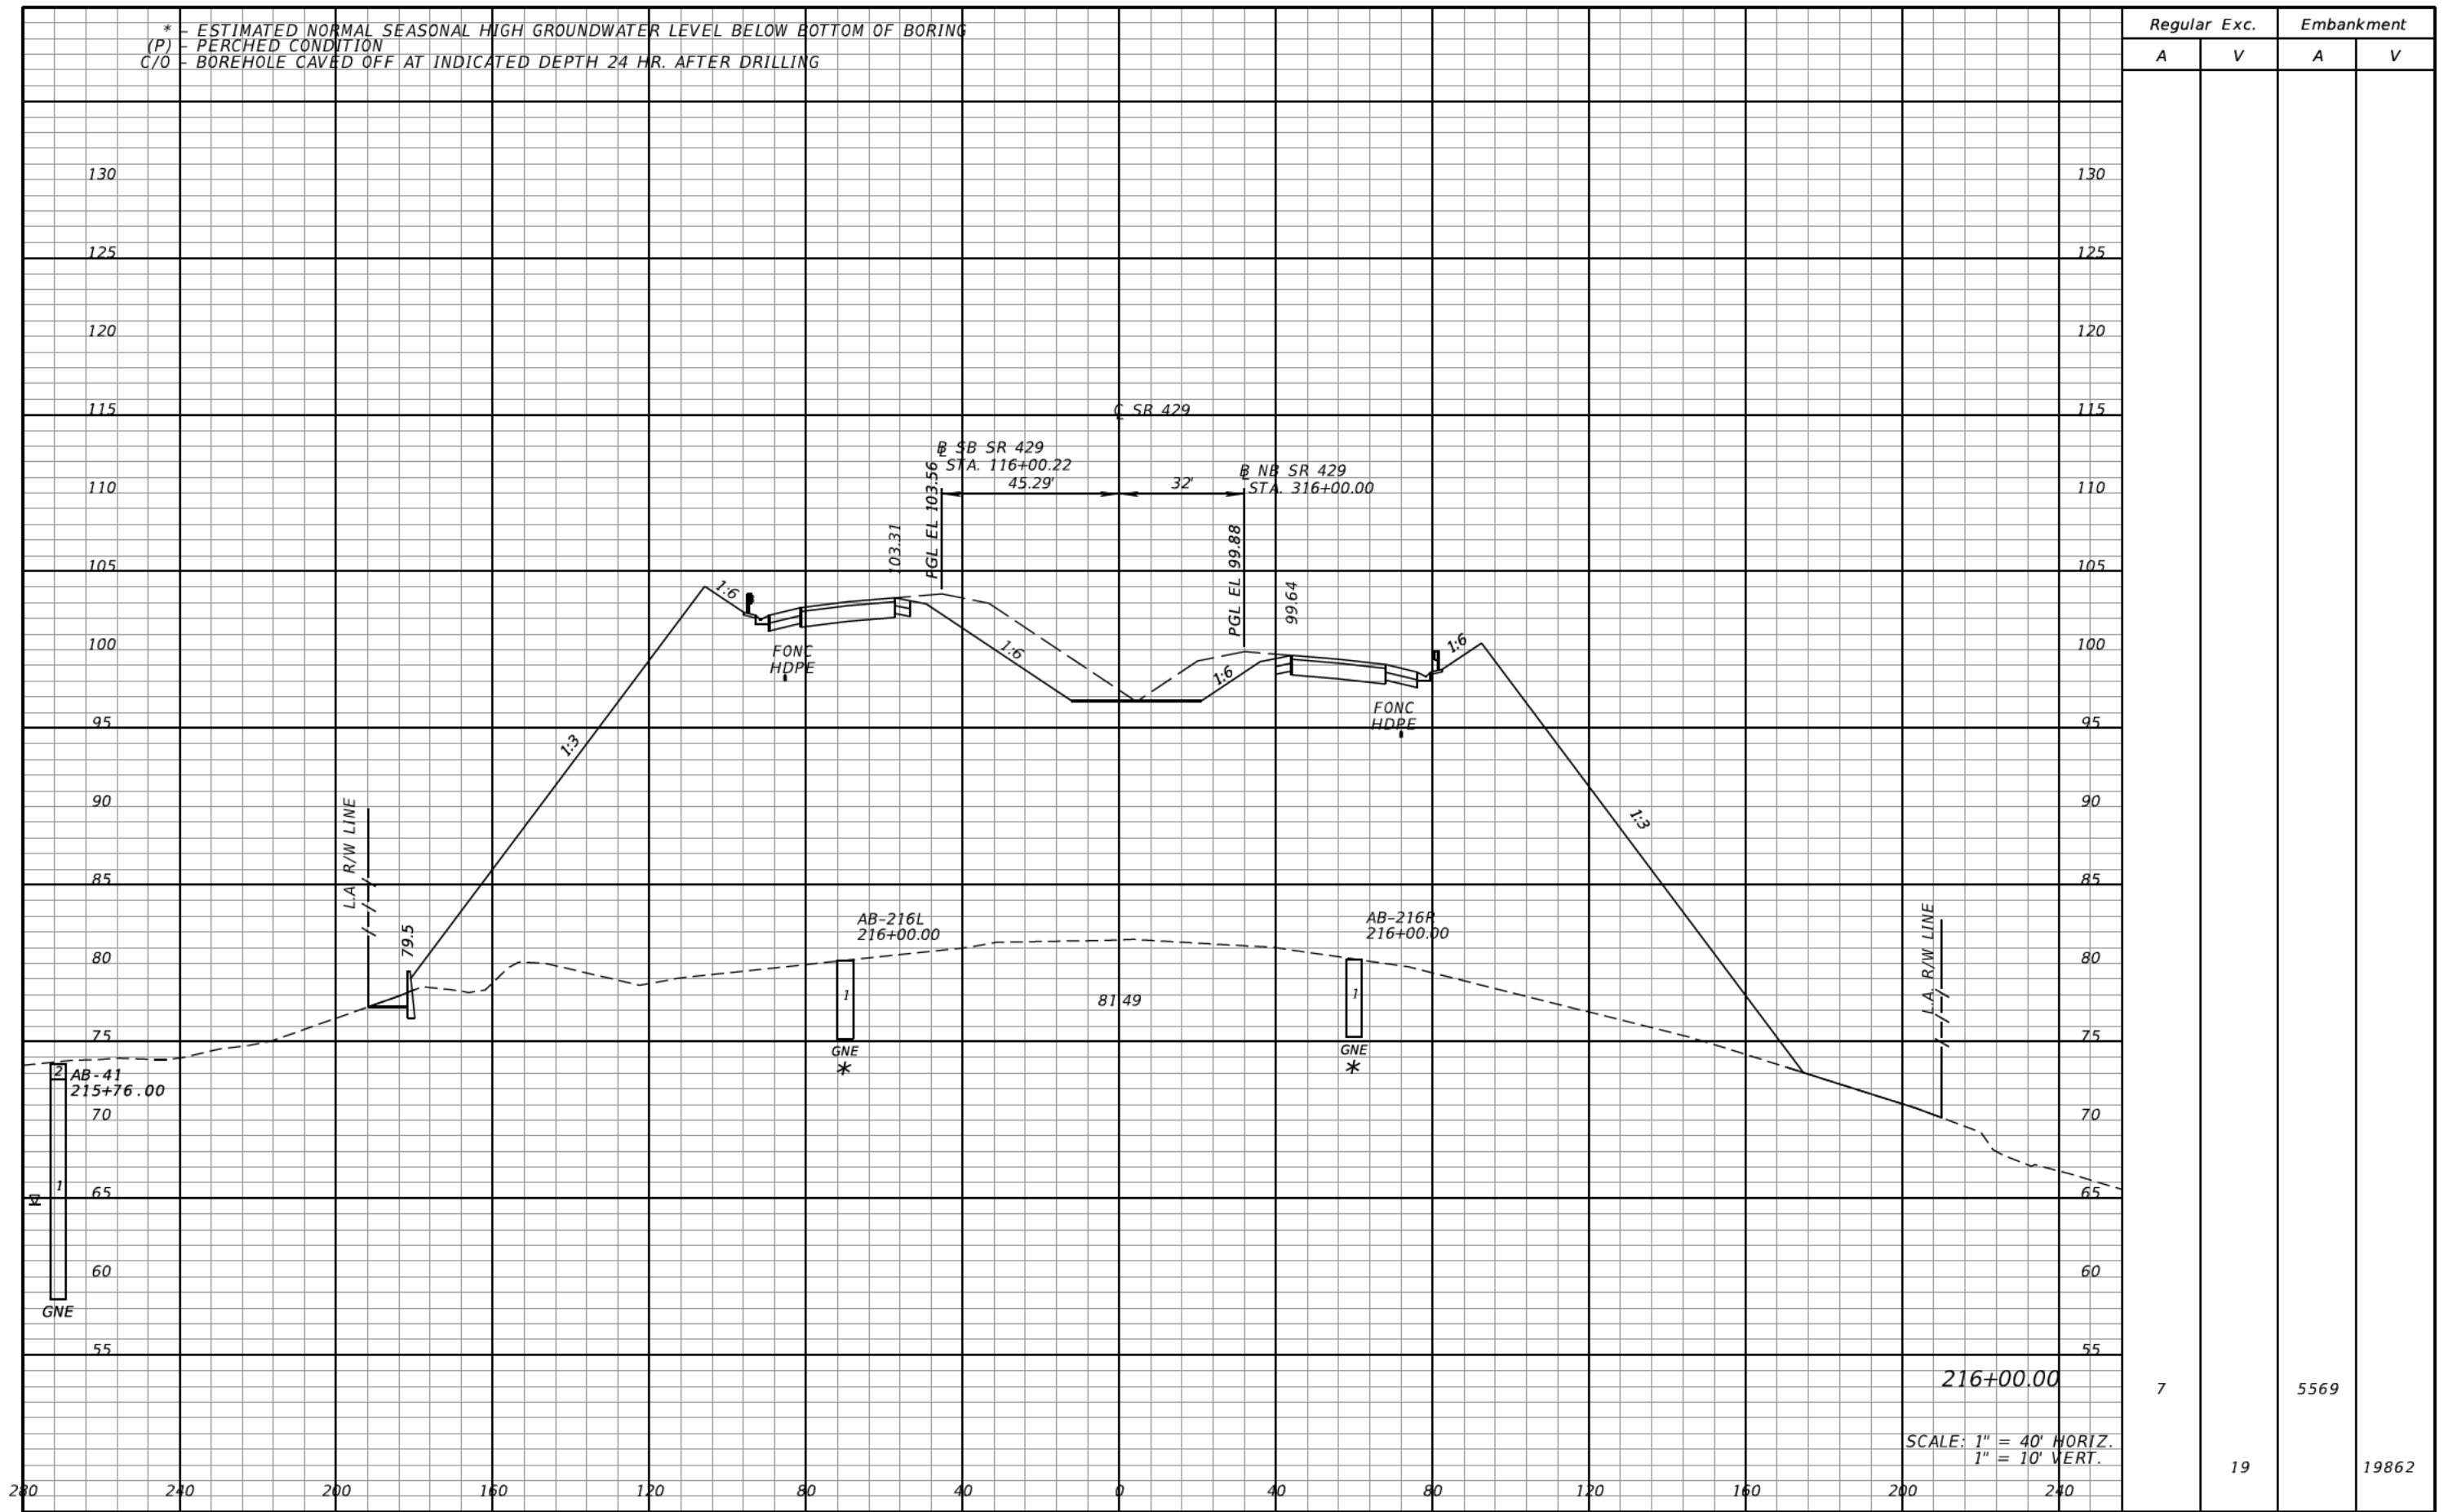 * – ESTIMATED NORMAL SEASONAL HIGH GROUNDWATER LEVEL BELOW BOTTOM OF BORING
(P) – PERCHED CONDITION
C/O – BOREHOLE CAVED OFF AT INDICATED DEPTH 24 HR. AFTER DRILLING
Regular Exc. Embankment
A V A V
130 130
125 125
120 120
115 115
℄ SR 429
B̲L SB SR 429
STA. 116+00.22
B̲L NB SR 429
STA. 316+00.00
45.29' 32'
110 110
PGL EL 103.56
103.31
PGL EL 99.88
99.64
105 105
1:6
1:6
1:6
1:6
FONC
HDPE
FONC
HDPE
100 100
95 95
1:3
1:3
90 90
L.A. R/W LINE
85 85
79.5
AB-216L
216+00.00
AB-216R
216+00.00
L.A. R/W LINE
80 80
1
1
81.49
75 75
GNE
*
GNE
*
2
AB-41
215+76.00
70 70
1
65 65
60 60
GNE
55 55
216+00.00
7 5569
SCALE: 1" = 40' HORIZ.
1" = 10' VERT.
19 19862
280 240 200 160 120 80 40 0 40 80 120 160 200 240